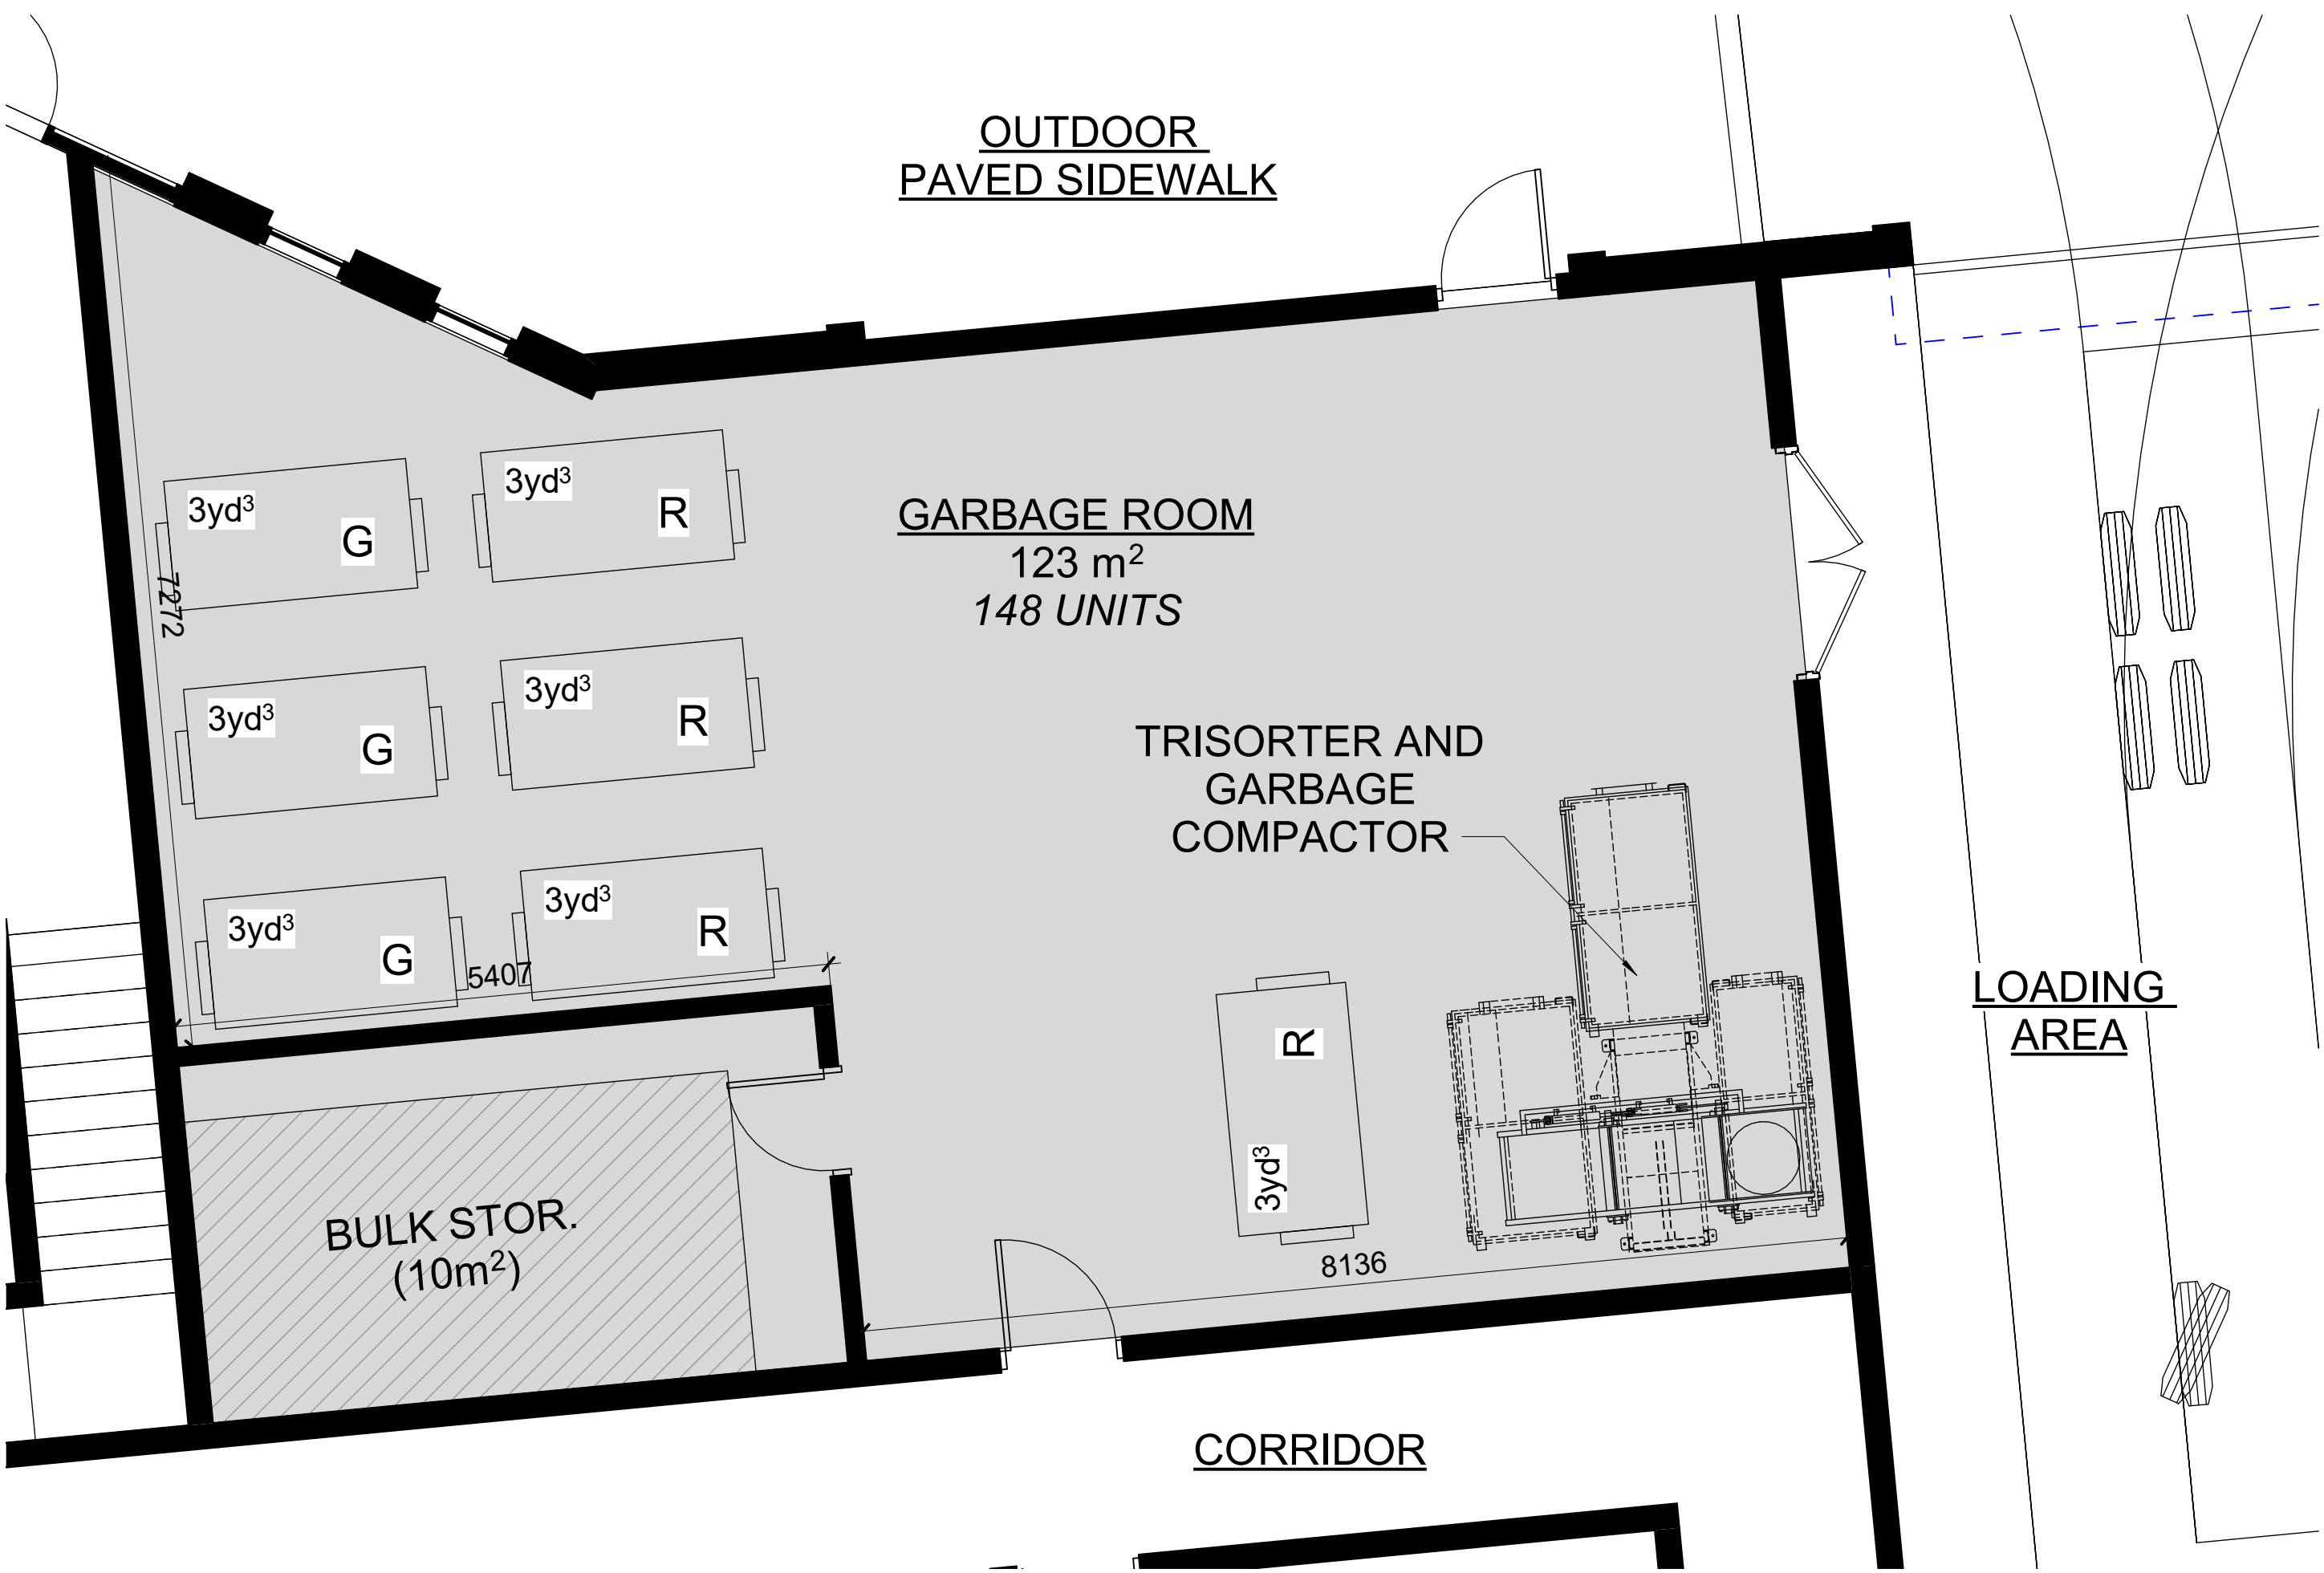 OUTDOOR
PAVED SIDEWALK
GARBAGE ROOM
123 m²
148 UNITS
3yd³
G
3yd³
R
7272
3yd³
G
3yd³
R
3yd³
G
3yd³
R
5407
TRISORTER AND
GARBAGE
COMPACTOR
R
3yd³
8136
BULK STOR.
(10m²)
LOADING
AREA
CORRIDOR